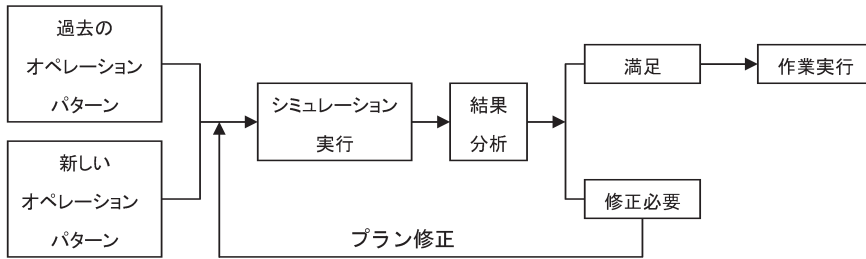 過去の
オペレーション
パターン
新しい
オペレーション
パターン
シミュレーション
実行
結果
分析
満足
作業実行
修正必要
プラン修正